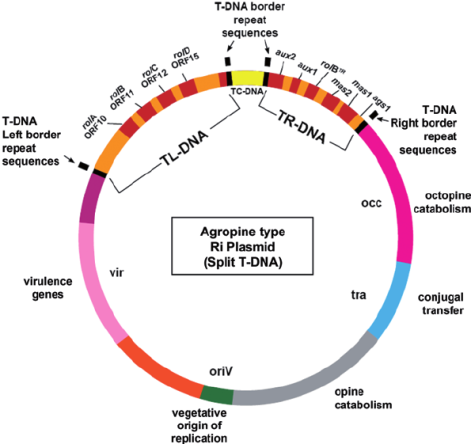 T-DNA border
repeat
sequences
rolD
ORF15
rolC
ORF12
rolB
ORF11
rolA
ORF10
aux2
aux1
rolBTR
mas2
mas1
ags1
TC-DNA
T-DNA
Left border
repeat
sequences
T-DNA
Right border
repeat
sequences
TL-DNA
TR-DNA
occ
octopine
catabolism
Agropine type
Ri Plasmid
(Split T-DNA)
vir
virulence
genes
tra
conjugal
transfer
oriV
opine
catabolism
vegetative
origin of
replication